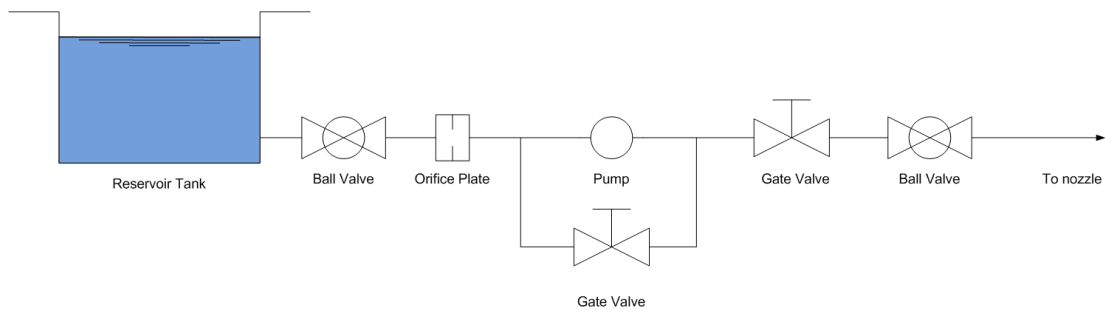 Reservoir Tank
Ball Valve
Orifice Plate
Pump
Gate Valve
Ball Valve
To nozzle
Gate Valve